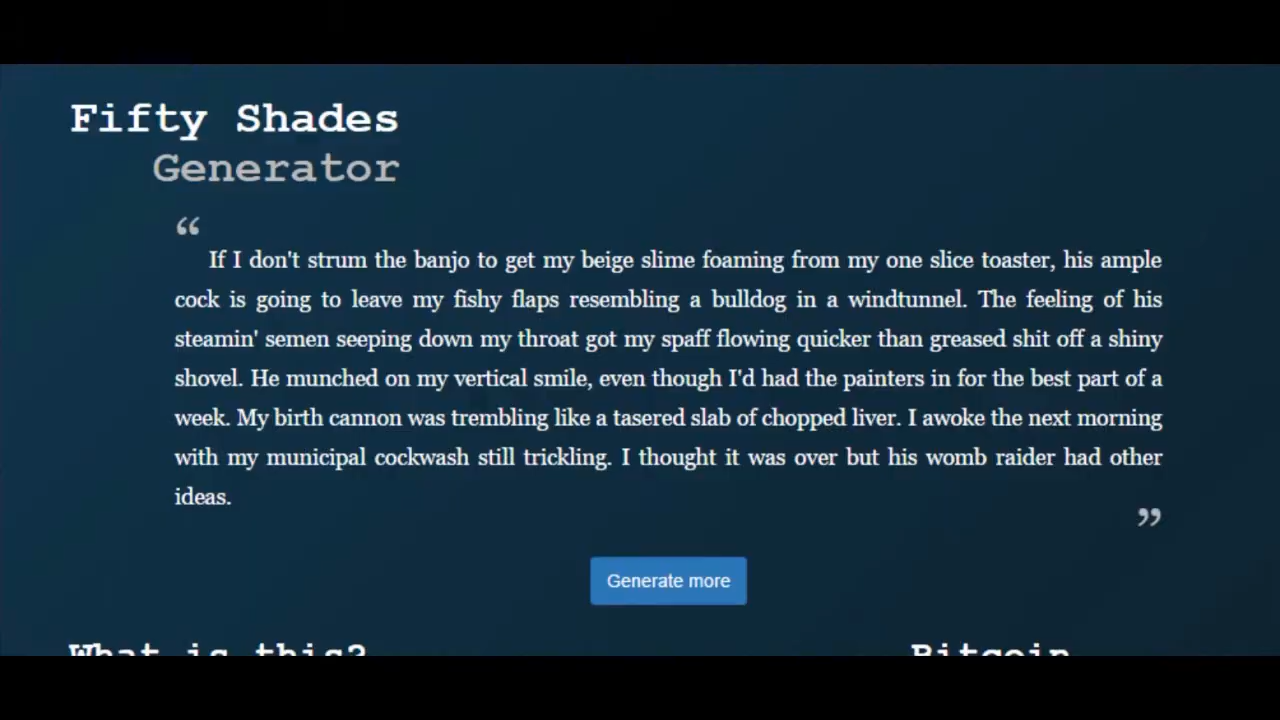 Fifty Shades
Generator
“
If I don't strum the banjo to get my beige slime foaming from my one slice toaster, his ample
cock is going to leave my fishy flaps resembling a bulldog in a windtunnel. The feeling of his
steamin' semen seeping down my throat got my spaff flowing quicker than greased shit off a shiny
shovel. He munched on my vertical smile, even though I'd had the painters in for the best part of a
week. My birth cannon was trembling like a tasered slab of chopped liver. I awoke the next morning
with my municipal cockwash still trickling. I thought it was over but his womb raider had other
ideas.
”
Generate more
What is this?
Bitcoin